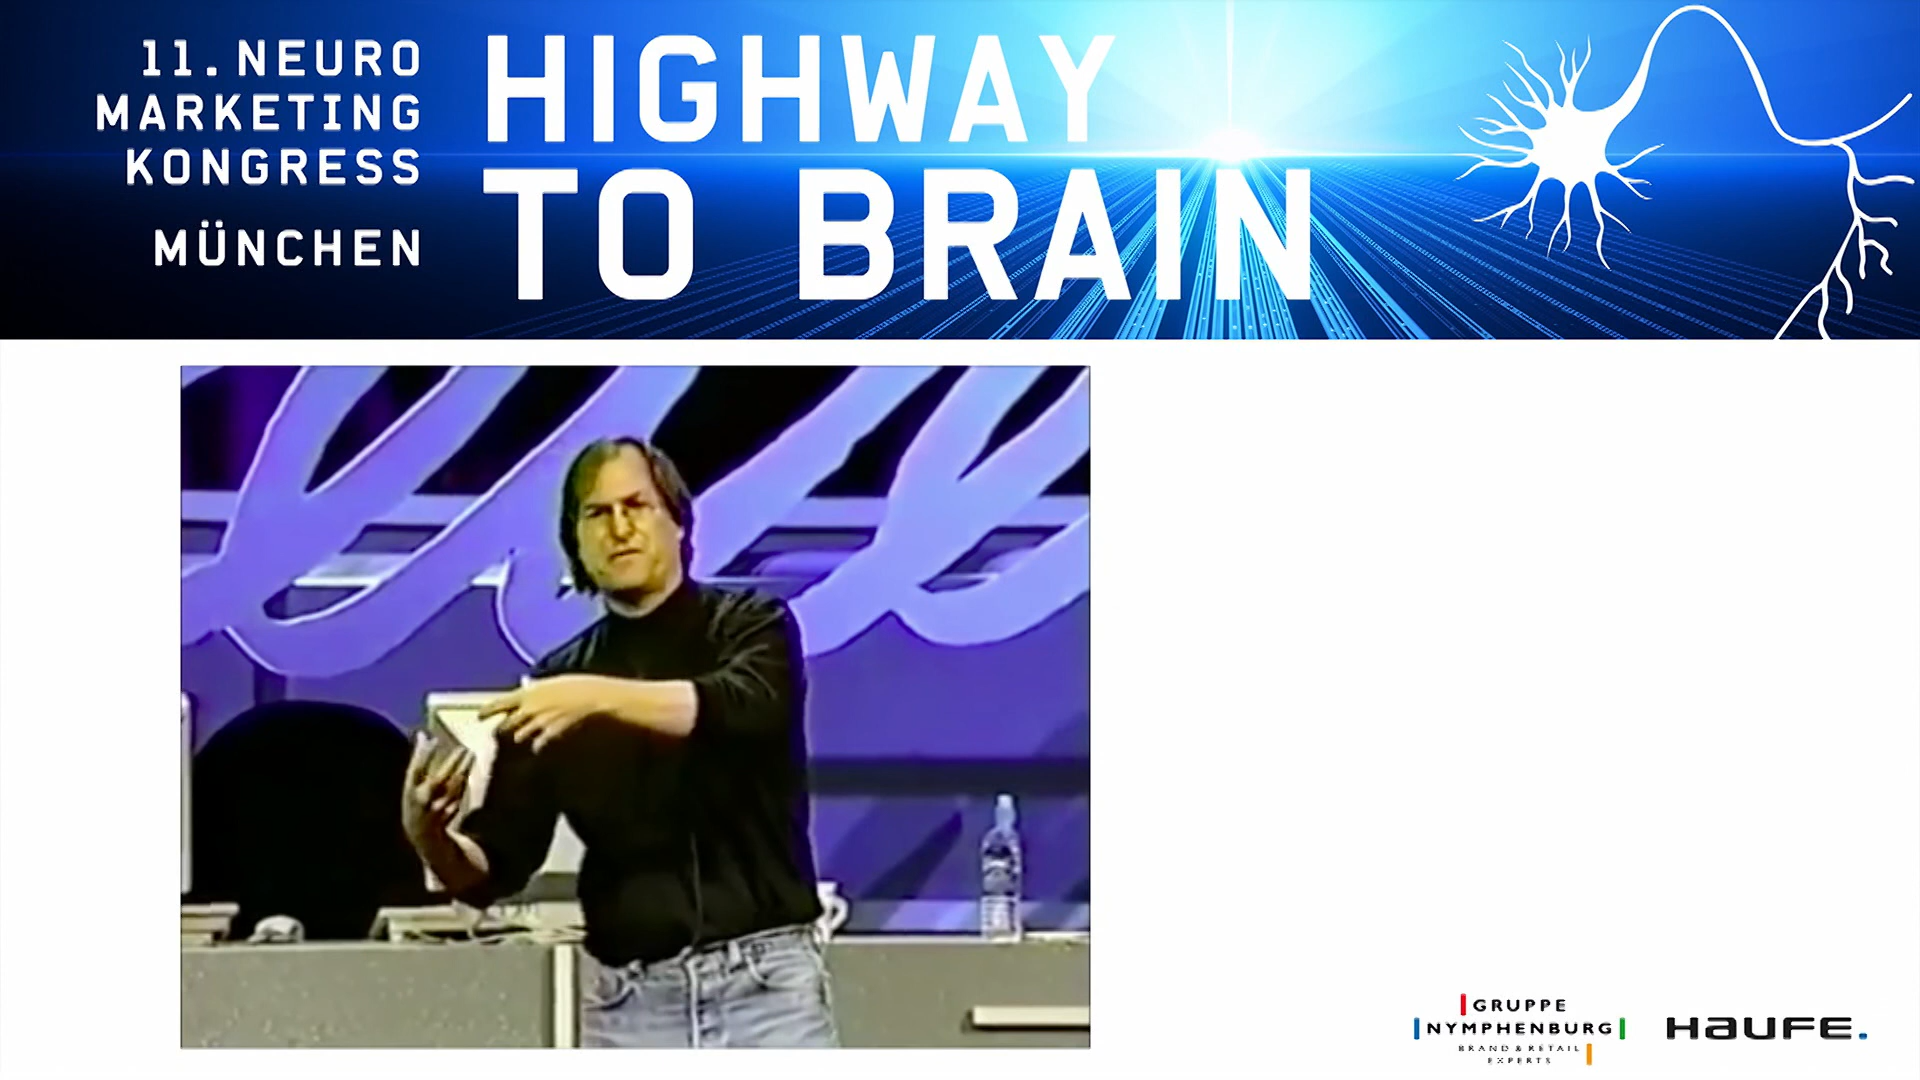 11. NEURO
MARKETING
KONGRESS
MÜNCHEN
HIGHWAY
TO BRAIN
GRUPPE
NYMPHENBURG
BRAND & RETAIL
EXPERTS
HAUFE.